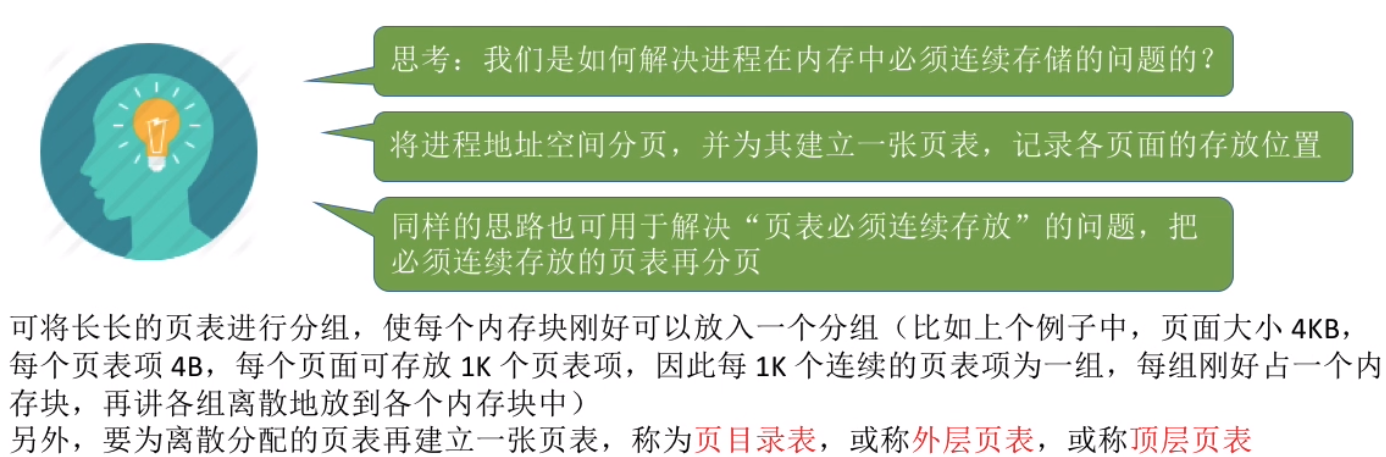 思考：我们是如何解决进程在内存中必须连续存储的问题的？
将进程地址空间分页，并为其建立一张页表，记录各页面的存放位置
同样的思路也可用于解决“页表必须连续存放”的问题，把
必须连续存放的页表再分页
可将长长的页表进行分组，使每个内存块刚好可以放入一个分组（比如上个例子中，页面大小 4KB，
每个页表项 4B，每个页面可存放 1K 个页表项，因此每 1K 个连续的页表项为一组，每组刚好占一个内
存块，再讲各组离散地放到各个内存块中）
另外，要为离散分配的页表再建立一张页表，称为页目录表，或称外层页表，或称顶层页表